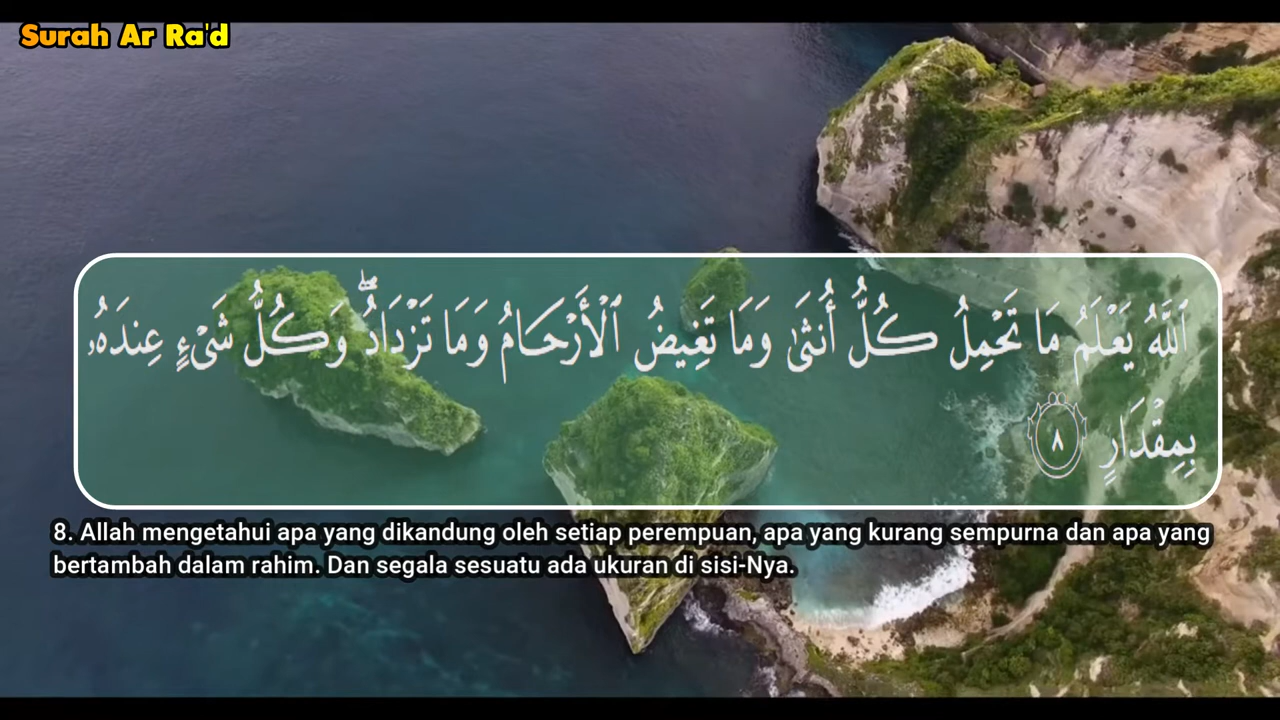 Surah Ar Ra'd
ٱللَّهُ يَعْلَمُ مَا تَحْمِلُ كُلُّ أُنثَىٰ وَمَا تَغِيضُ ٱلْأَرْحَامُ وَمَا تَزْدَادُ ۖ وَكُلُّ شَىْءٍ عِندَهُۥ
بِمِقْدَارٍ ٨
8. Allah mengetahui apa yang dikandung oleh setiap perempuan, apa yang kurang sempurna dan apa yang
bertambah dalam rahim. Dan segala sesuatu ada ukuran di sisi-Nya.